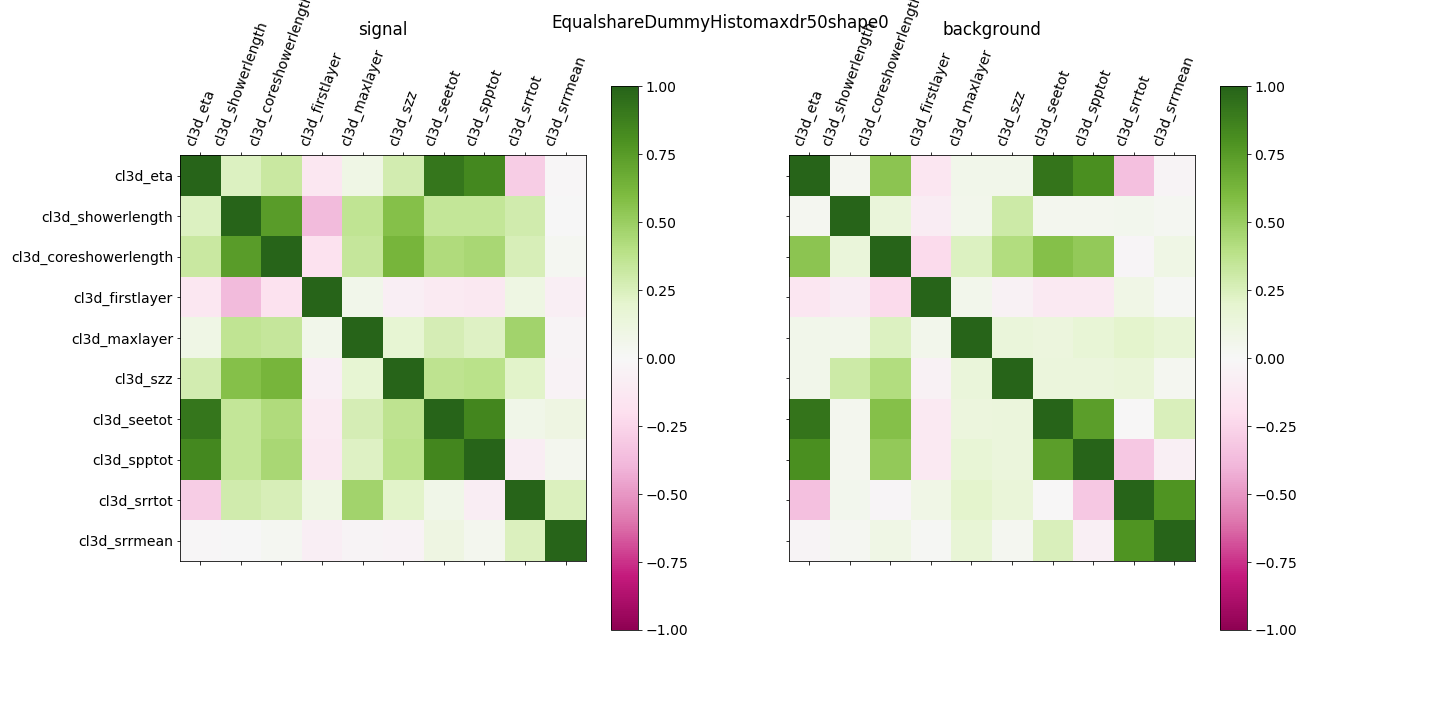 EqualshareDummyHistomaxdr50shape0
signal
background
cl3d_eta
cl3d_showerlength
cl3d_coreshowerlength
cl3d_firstlayer
cl3d_maxlayer
cl3d_szz
cl3d_seetot
cl3d_spptot
cl3d_srrtot
cl3d_srrmean
cl3d_eta
cl3d_showerlength
cl3d_coreshowerlength
cl3d_firstlayer
cl3d_maxlayer
cl3d_szz
cl3d_seetot
cl3d_spptot
cl3d_srrtot
cl3d_srrmean
cl3d_eta
cl3d_showerlength
cl3d_coreshowerlength
cl3d_firstlayer
cl3d_maxlayer
cl3d_szz
cl3d_seetot
cl3d_spptot
cl3d_srrtot
cl3d_srrmean
1.00
0.75
0.50
0.25
0.00
−0.25
−0.50
−0.75
−1.00
1.00
0.75
0.50
0.25
0.00
−0.25
−0.50
−0.75
−1.00